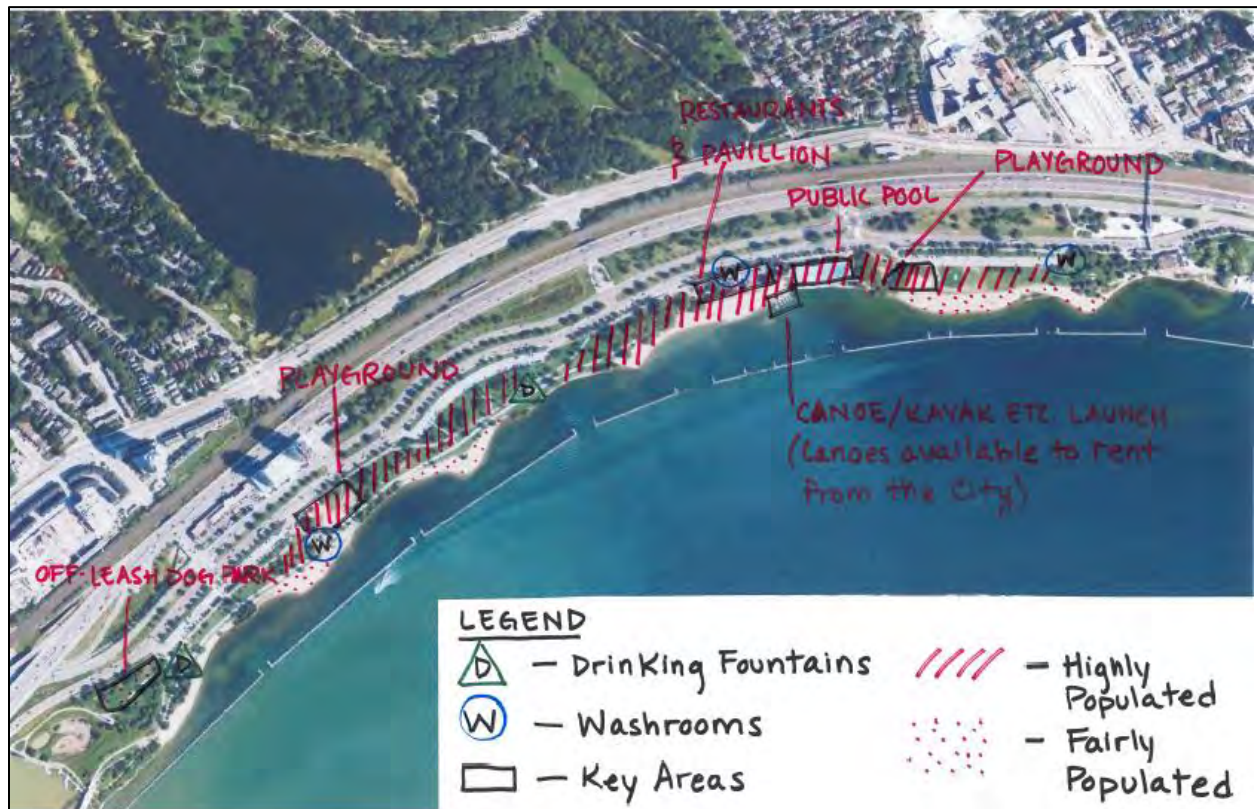 RESTAURANTS
& PAVILLION
PLAYGROUND
PUBLIC POOL
W
W
PLAYGROUND
D
CANOE/KAYAK ETC. LAUNCH
(Canoes available to rent
from the City)
W
OFF-LEASH DOG PARK
D
LEGEND
D — Drinking Fountains
W — Washrooms
— Key Areas
— Highly
Populated
— Fairly
Populated